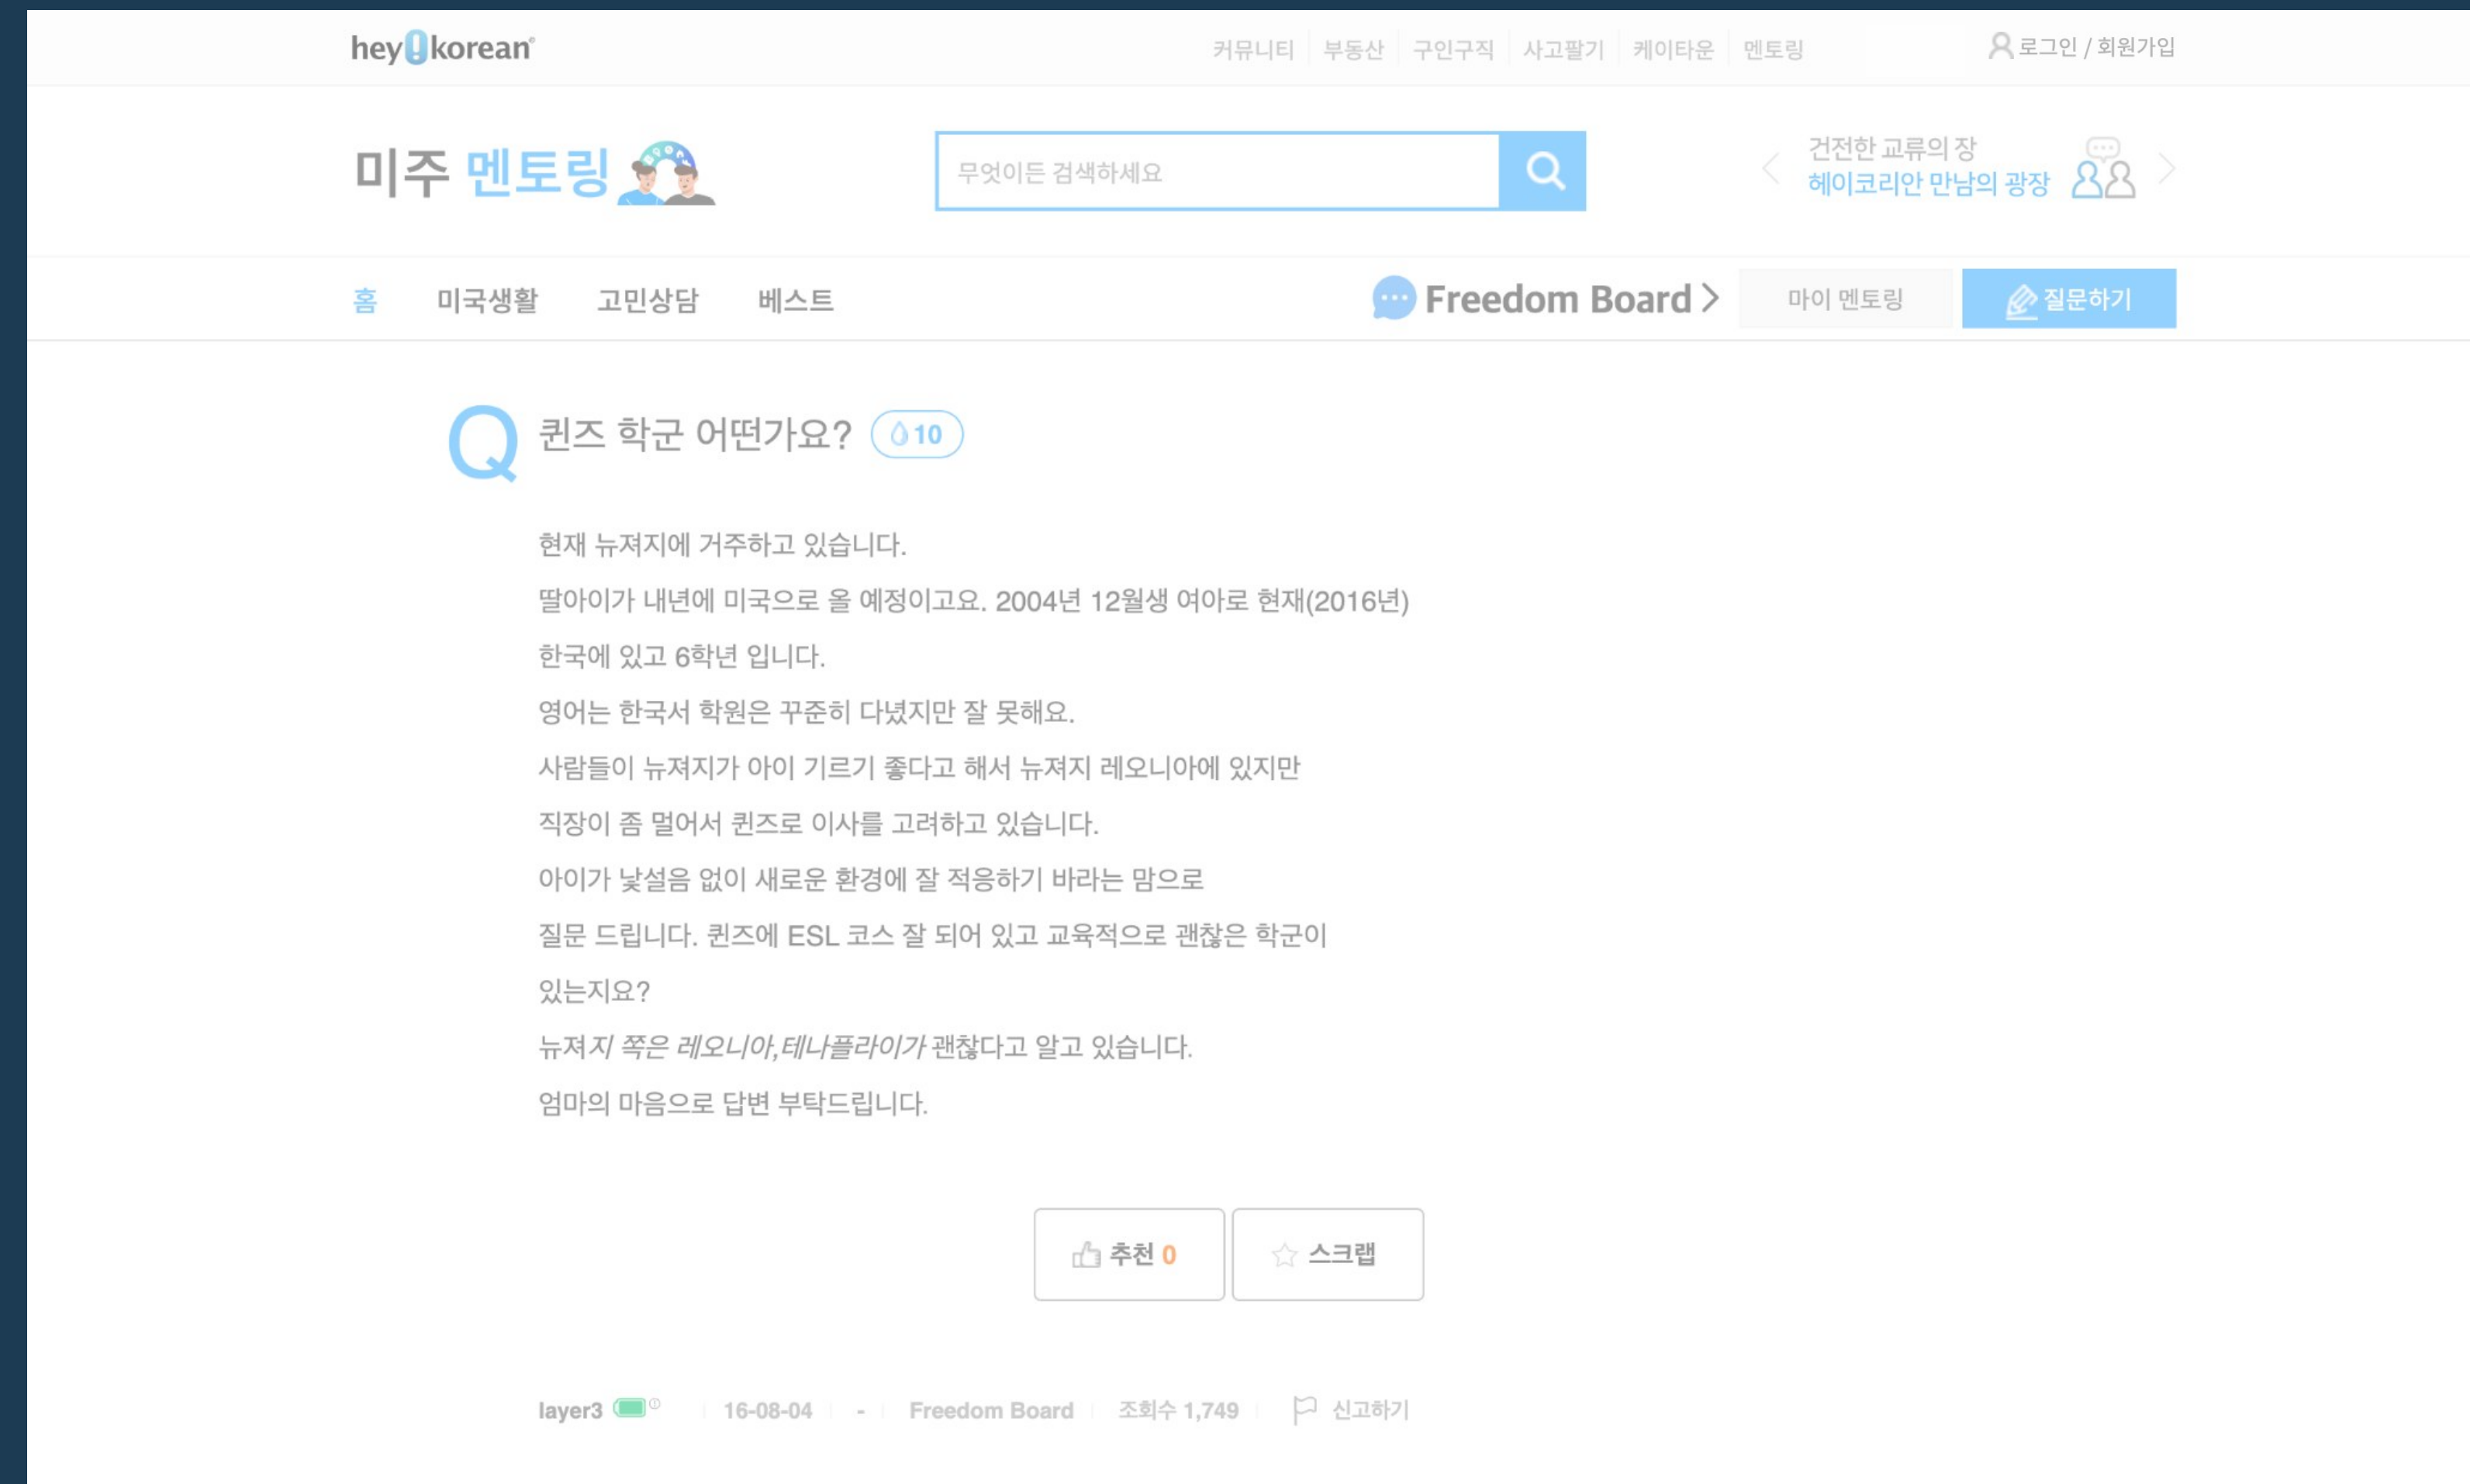 hey!korean
커뮤니티 부동산 구인구직 사고팔기 케이타운 멘토링 로그인 / 회원가입
미주 멘토링
무엇이든 검색하세요
건전한 교류의 장
헤이코리안 만남의 광장
홈 미국생활 고민상담 베스트 Freedom Board > 마이 멘토링 질문하기
Q 퀸즈 학군 어떤가요? 10
현재 뉴져지에 거주하고 있습니다.
딸아이가 내년에 미국으로 올 예정이고요. 2004년 12월생 여아로 현재(2016년)
한국에 있고 6학년 입니다.
영어는 한국서 학원은 꾸준히 다녔지만 잘 못해요.
사람들이 뉴져지가 아이 기르기 좋다고 해서 뉴져지 레오니아에 있지만
직장이 좀 멀어서 퀸즈로 이사를 고려하고 있습니다.
아이가 낯설음 없이 새로운 환경에 잘 적응하기 바라는 맘으로
질문 드립니다. 퀸즈에 ESL 코스 잘 되어 있고 교육적으로 괜찮은 학군이
있는지요?
뉴져지 쪽은 레오니아,테나플라이가 괜찮다고 알고 있습니다.
엄마의 마음으로 답변 부탁드립니다.
추천 0 스크랩
layer3 16-08-04 - Freedom Board 조회수 1,749 신고하기